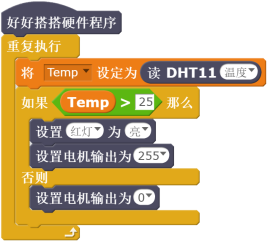 好好搭搭硬件程序
重复执行
将 Temp 设定为 读 DHT11 温度
如果 Temp > 25 那么
设置 红灯 为 亮
设置电机输出为 255
否则
设置电机输出为 0